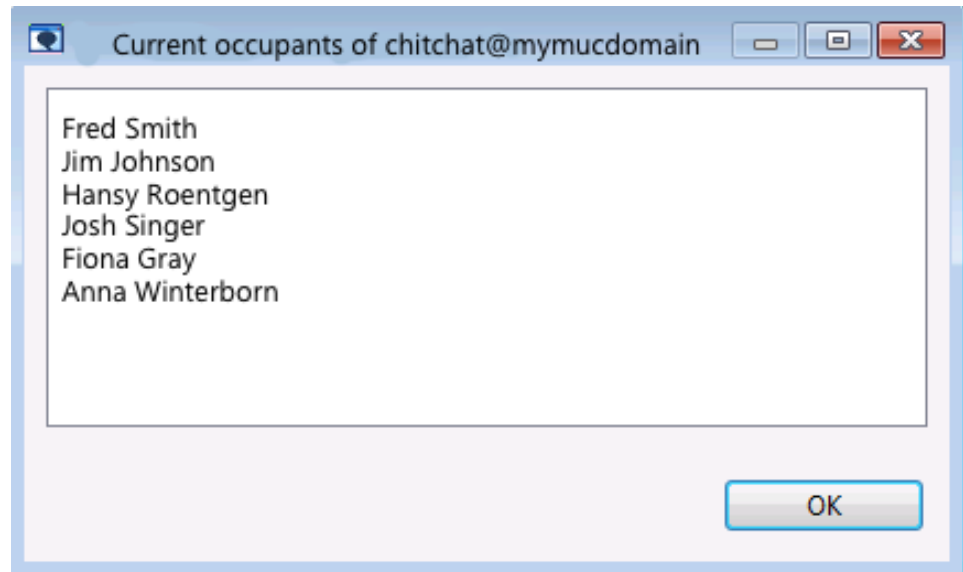 Current occupants of chitchat@mymucdomain
Fred Smith
Jim Johnson
Hansy Roentgen
Josh Singer
Fiona Gray
Anna Winterborn
OK